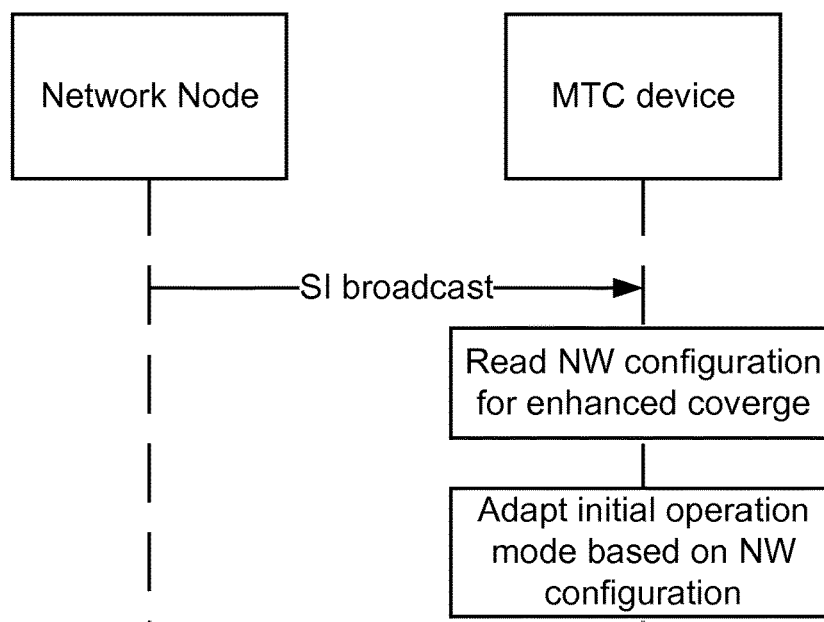 Network Node
MTC device
SI broadcast
Read NW configuration
for enhanced coverge
Adapt initial operation
mode based on NW
configuration